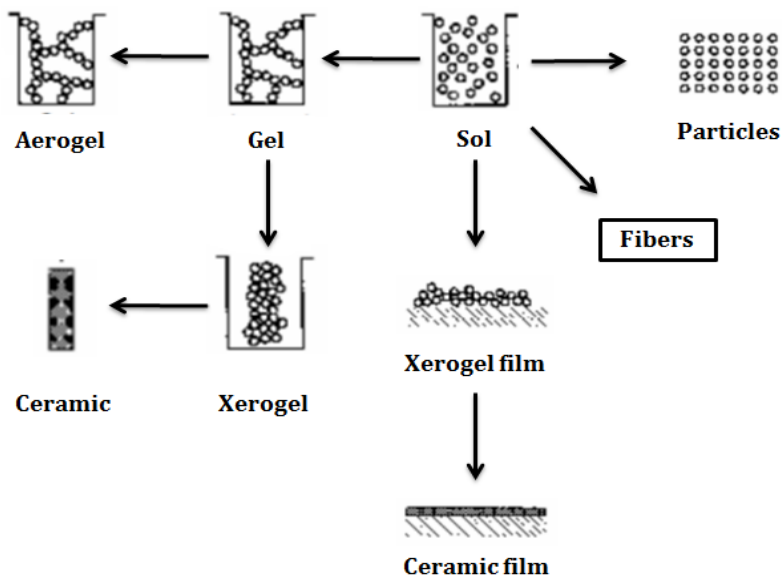 Aerogel
Gel
Sol
Particles
Fibers
Ceramic
Xerogel
Xerogel film
Ceramic film